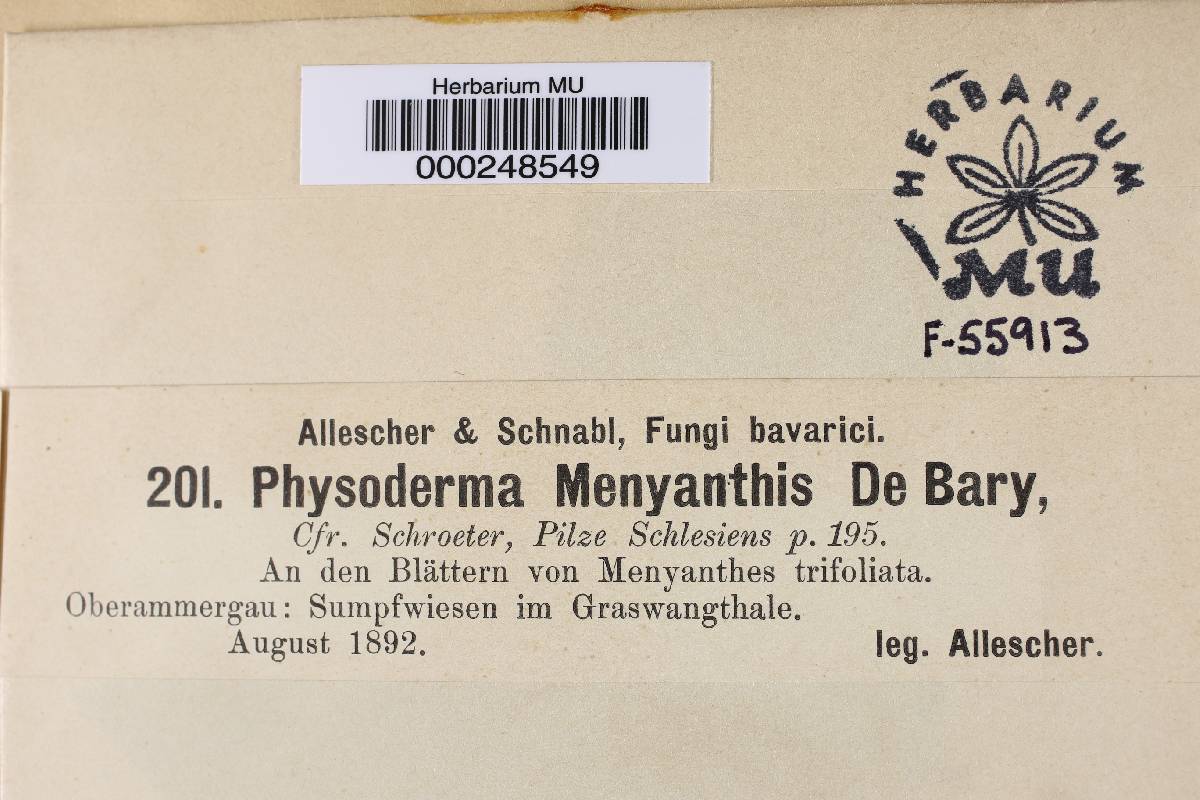 Herbarium MU
000248549
HERBARIUM
MU
F-55913
Allescher & Schnabl, Fungi bavarici.
201. Physoderma Menyanthis De Bary,
Cfr. Schroeter, Pilze Schlesiens p. 195.
An den Blättern von Menyanthes trifoliata.
Oberammergau: Sumpfwiesen im Graswangthale.
August 1892. leg. Allescher.